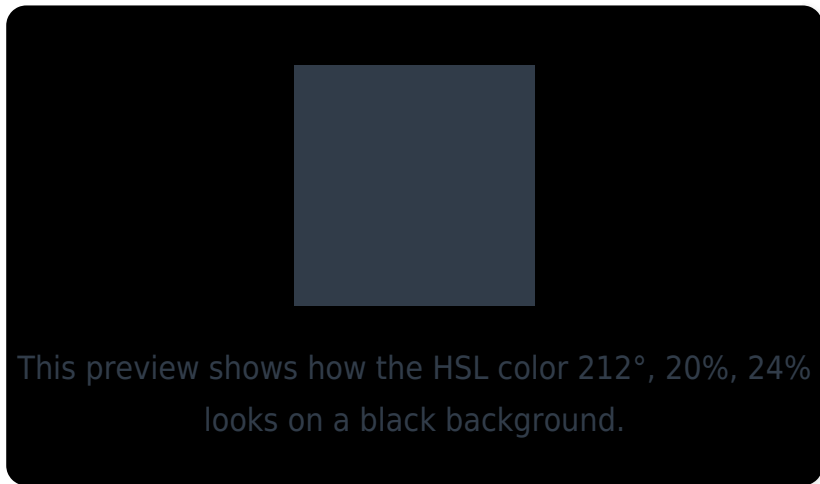 This preview shows how the HSL color 212°, 20%, 24%
looks on a black background.